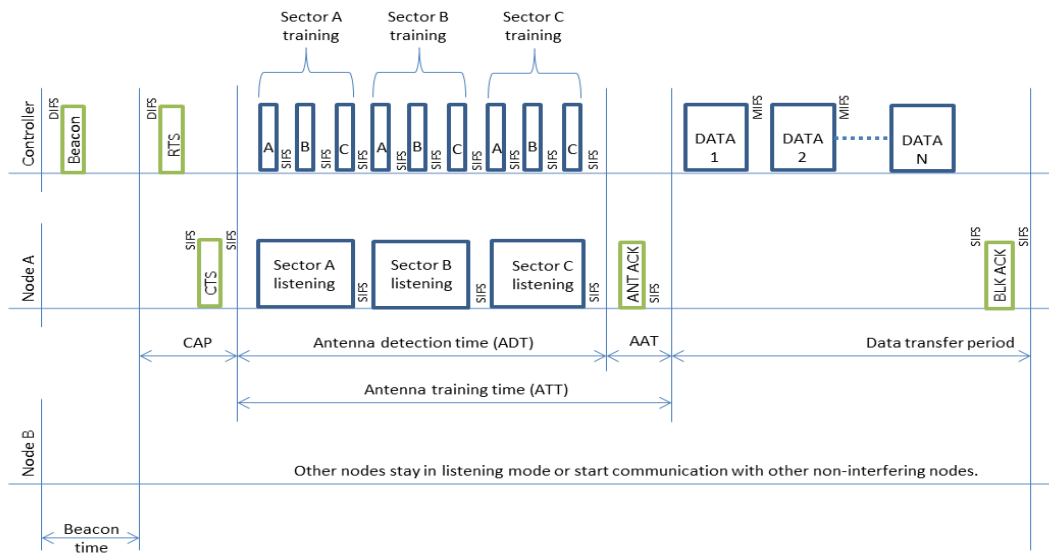 Sector A
training
Sector B
training
Sector C
training
Controller
DIFS
Beacon
DIFS
RTS
A
SIFS
B
SIFS
C
SIFS
A
SIFS
B
SIFS
C
SIFS
A
SIFS
B
SIFS
C
SIFS
DATA
1
MIFS
DATA
2
MIFS
DATA
N
Node A
SIFS
CTS
SIFS
Sector A
listening
SIFS
Sector B
listening
SIFS
Sector C
listening
SIFS
ANT ACK
SIFS
SIFS
BLK ACK
SIFS
CAP
Antenna detection time (ADT)
AAT
Data transfer period
Antenna training time (ATT)
Node B
Other nodes stay in listening mode or start communication with other non-interfering nodes.
Beacon
time